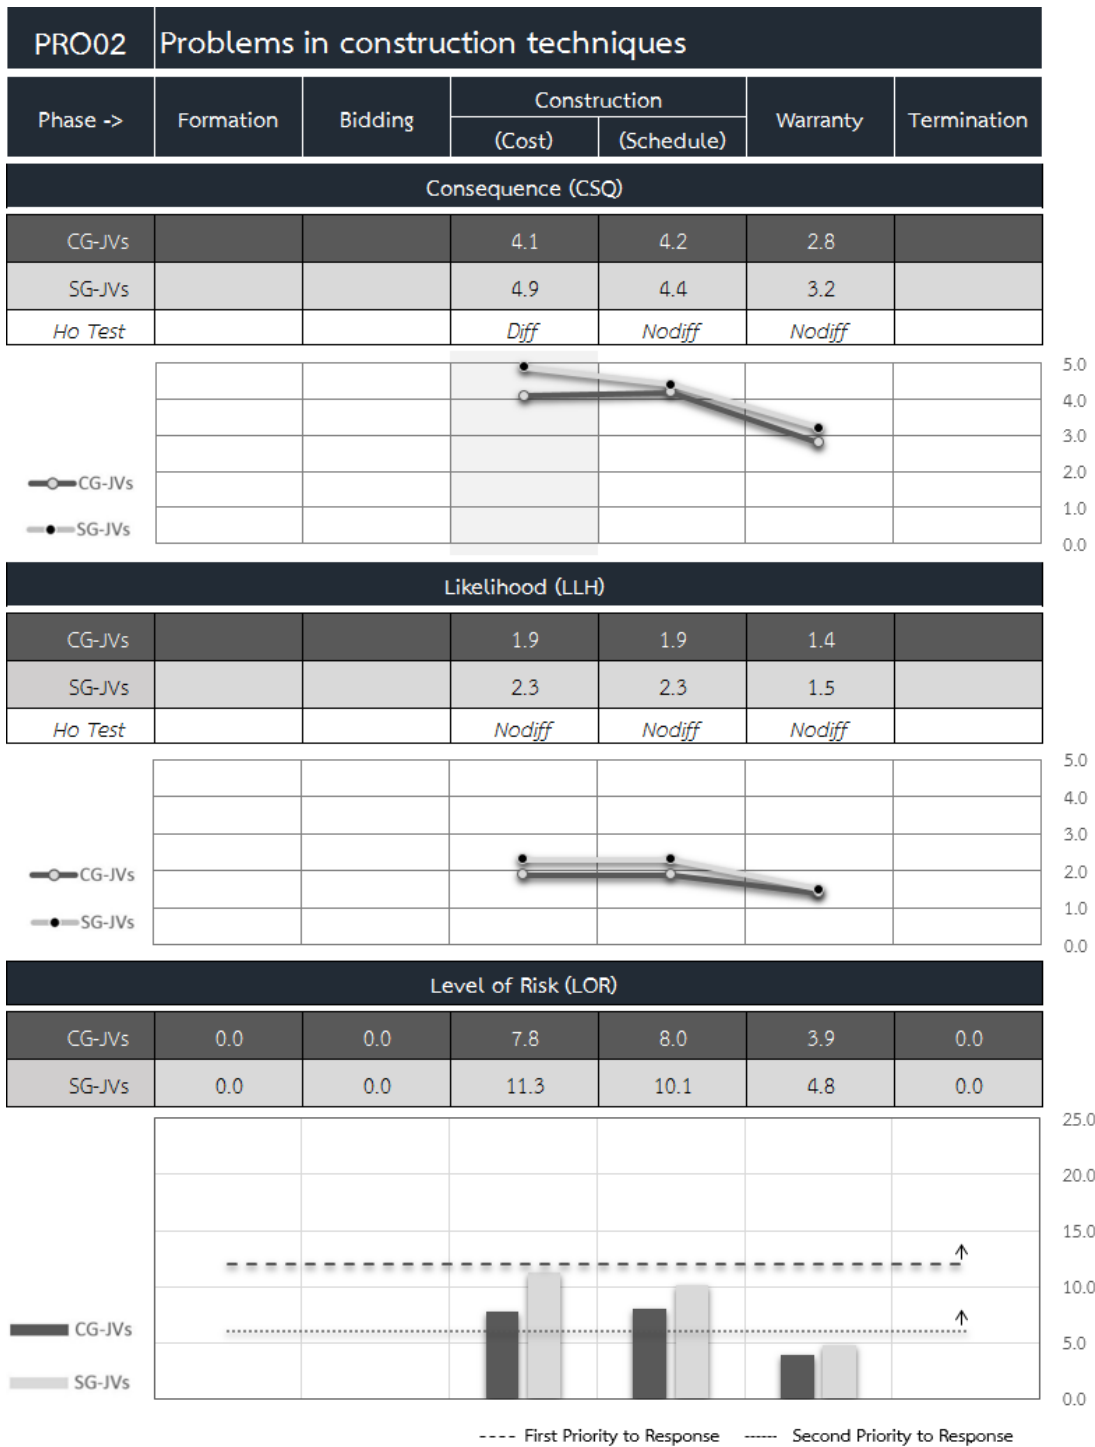 PRO02 Problems in construction techniques
Phase -> Formation Bidding Construction Warranty Termination
(Cost) (Schedule)
Consequence (CSQ)
CG-JVs 4.1 4.2 2.8
SG-JVs 4.9 4.4 3.2
Ho Test Diff Nodiff Nodiff
5.0
4.0
3.0
2.0
CG-JVs
1.0
SG-JVs
0.0
Likelihood (LLH)
CG-JVs 1.9 1.9 1.4
SG-JVs 2.3 2.3 1.5
Ho Test Nodiff Nodiff Nodiff
5.0
4.0
3.0
2.0
CG-JVs
1.0
SG-JVs
0.0
Level of Risk (LOR)
CG-JVs 0.0 0.0 7.8 8.0 3.9 0.0
SG-JVs 0.0 0.0 11.3 10.1 4.8 0.0
25.0
20.0
15.0
10.0
CG-JVs
5.0
SG-JVs
0.0
---- First Priority to Response ------ Second Priority to Response